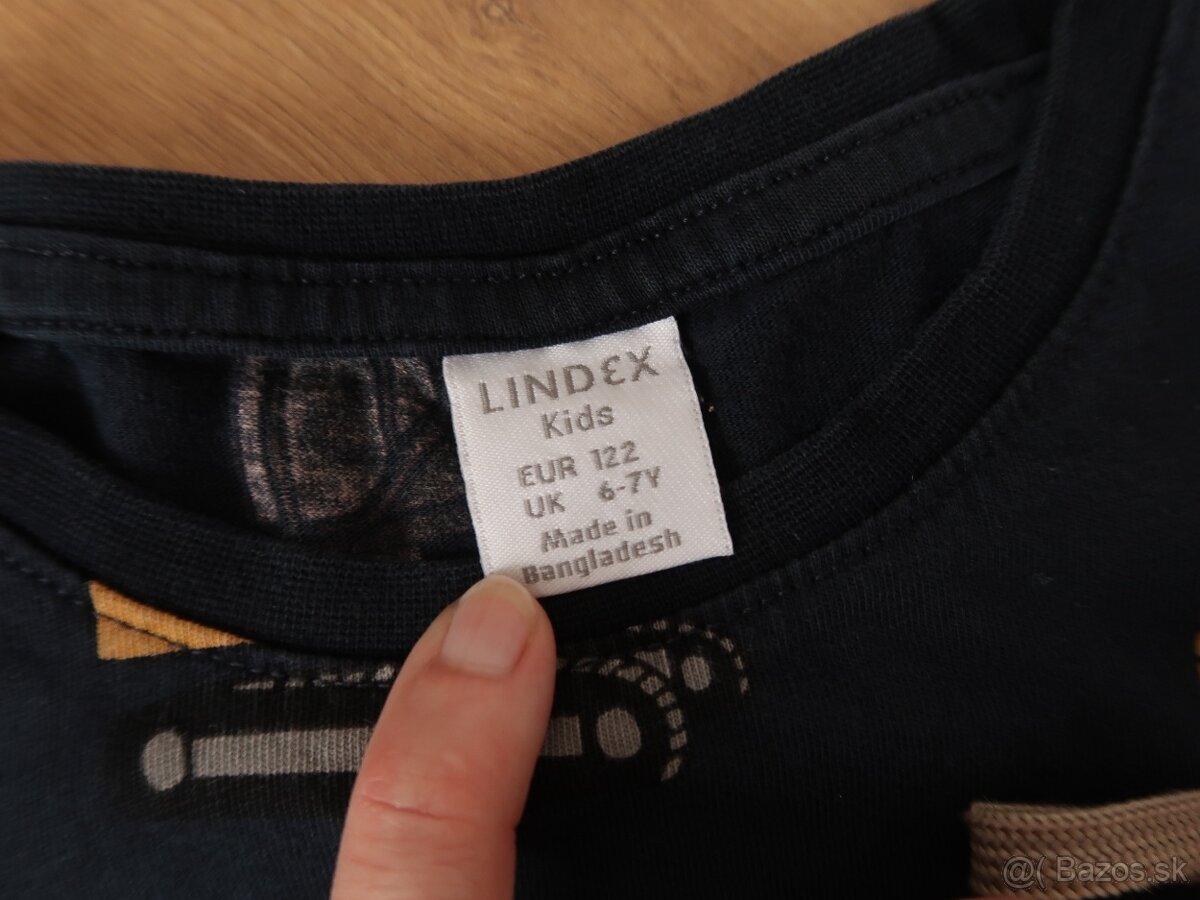 LINDEX
Kids
EUR 122
UK 6-7Y
Made in
Bangladesh
@( Bazos.sk